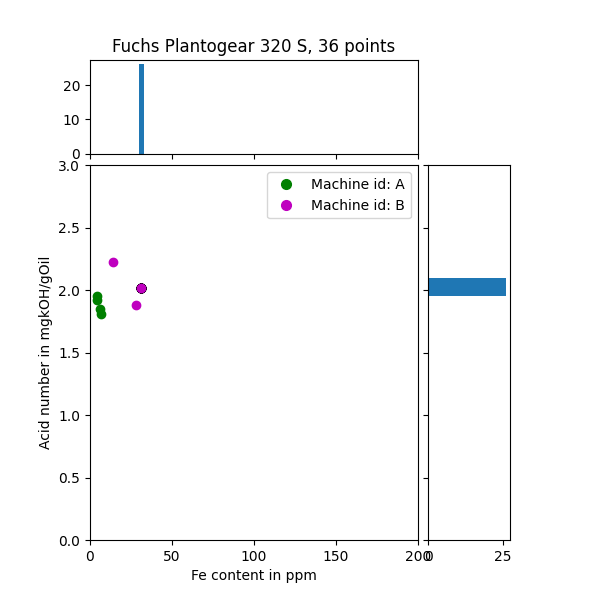 Fuchs Plantogear 320 S, 36 points
20
10
0
3.0
2.5
2.0
1.5
1.0
0.5
0.0
Acid number in mgkOH/gOil
Machine id: A
Machine id: B
0 50 100 150 200 0 25
Fe content in ppm